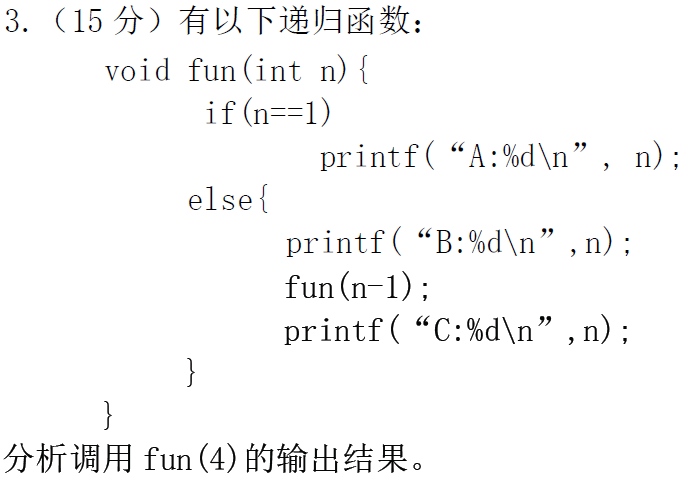 3.（15 分）有以下递归函数：
void fun(int n){
if(n==1)
printf(“A:%d\n”, n);
else{
printf(“B:%d\n”,n);
fun(n-1);
printf(“C:%d\n”,n);
}
}
分析调用 fun(4)的输出结果。